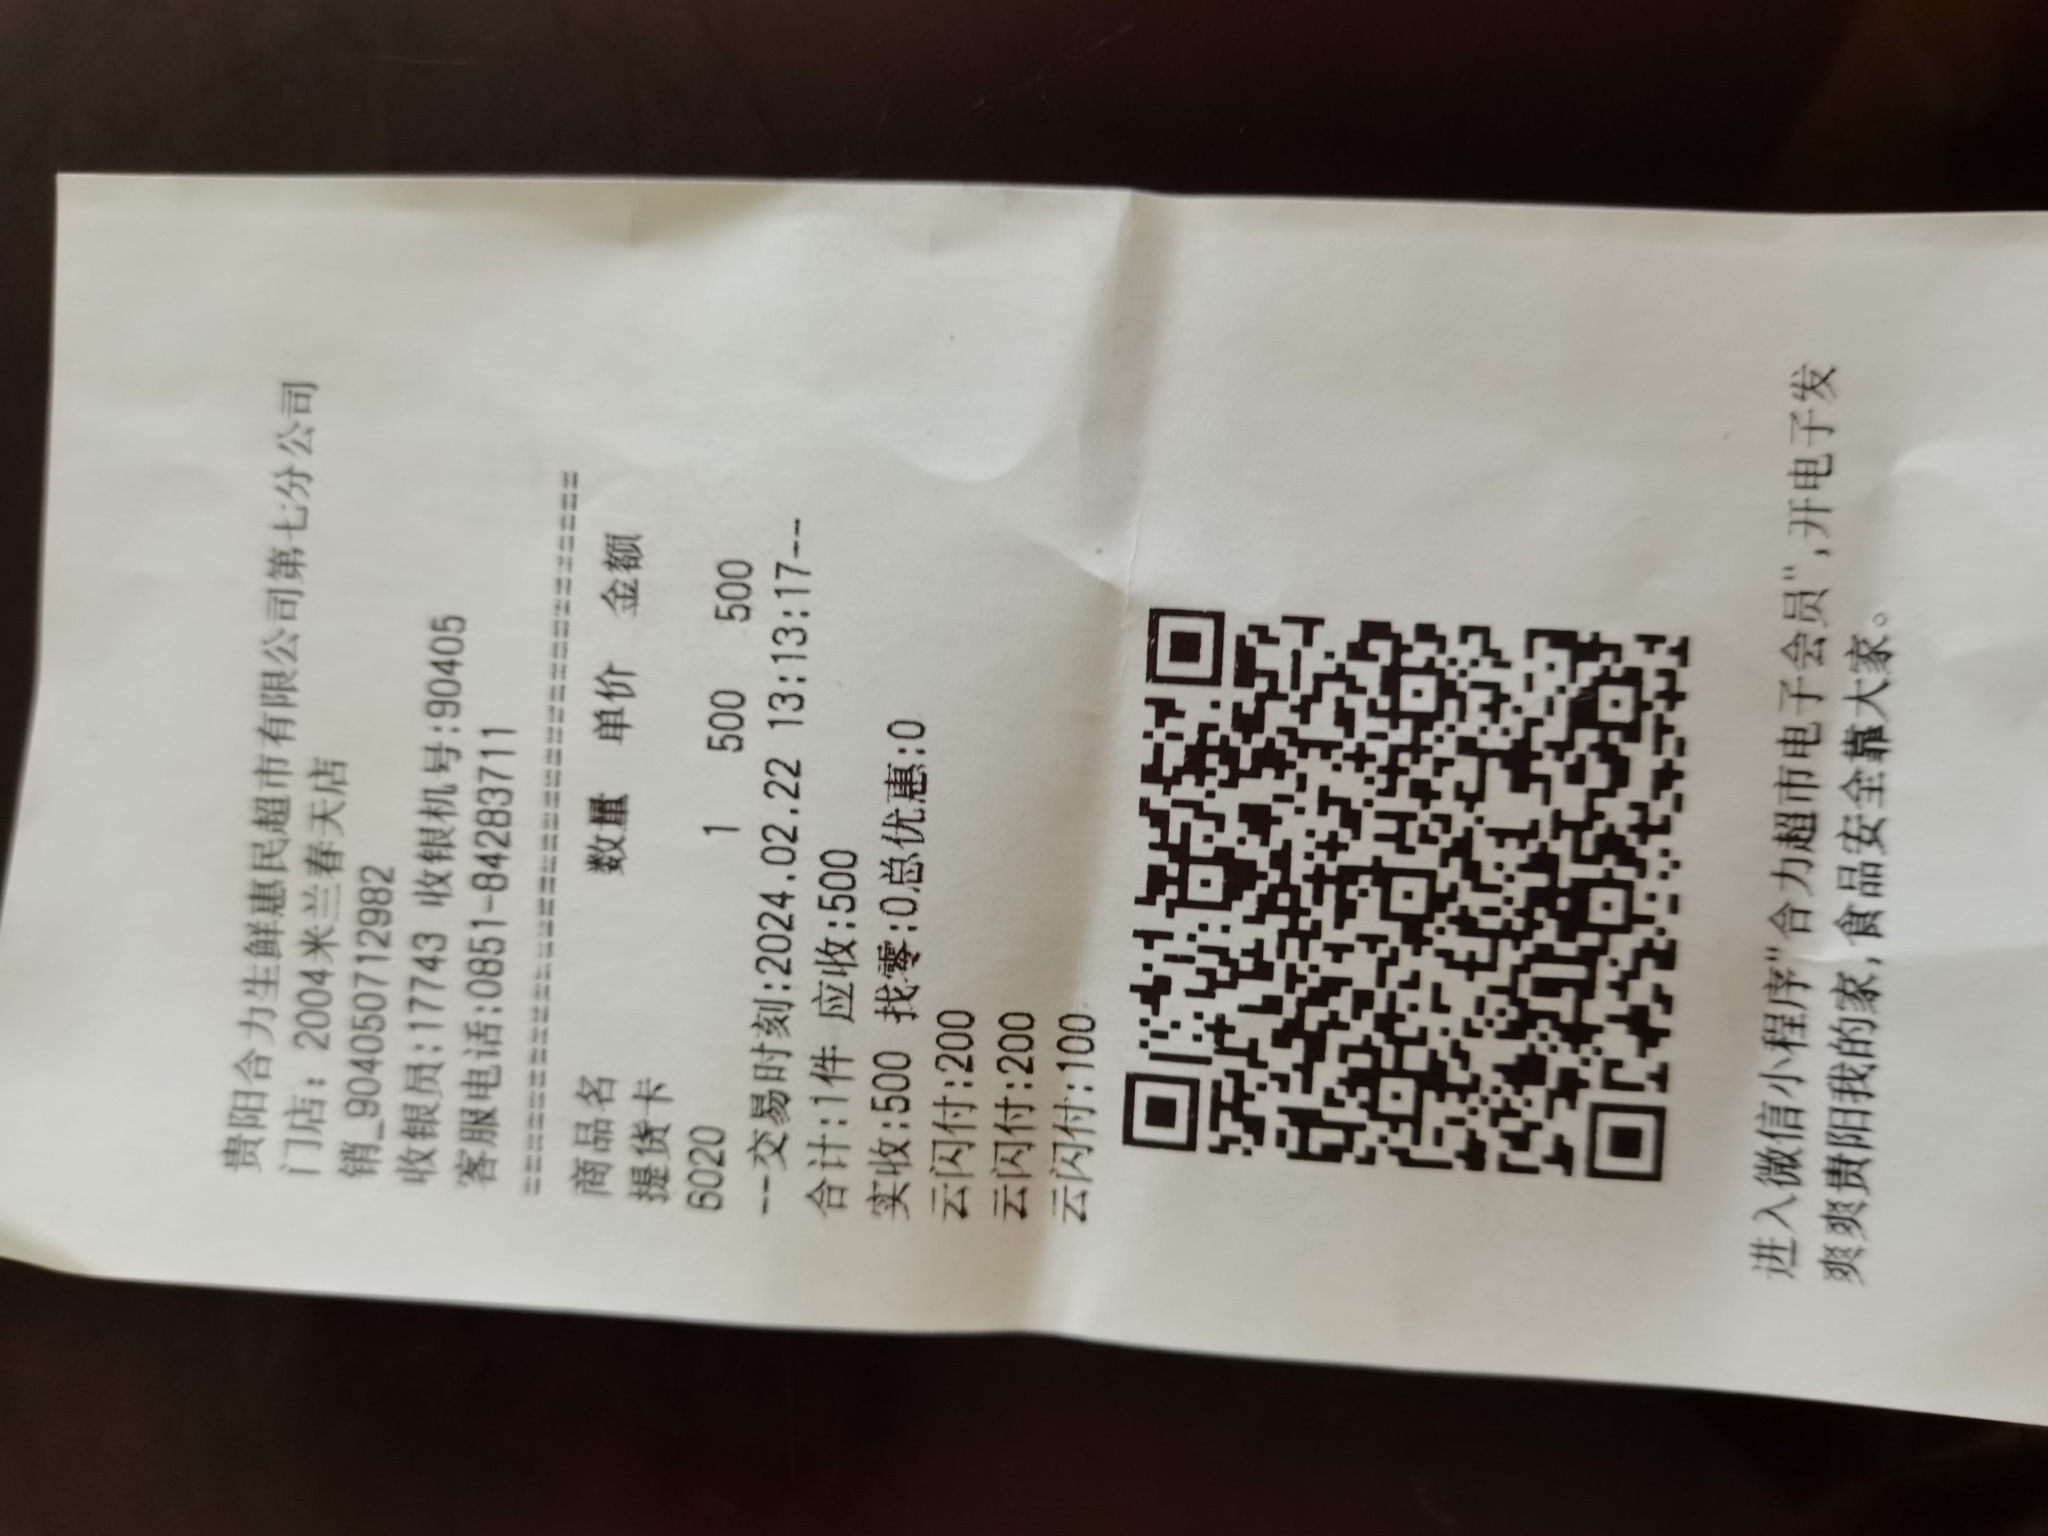 贵阳合力生鲜惠民超市有限公司第七分公司
门店: 2004米兰春天店
销_90405071​2982
收银员:17743 收银机号:90405
客服电话:0851-84283711
========================================
商品名 数量 单价 金额
提货卡
6020 1 500 500
--交易时刻:2024.02.22 13:13:17--
合计:1件 应收:500
实收:500 找零:0总优惠:0
云闪付:200
云闪付:200
云闪付:100
进入微信小程序"合力超市电子会员",开电子发
爽爽贵阳我的家,食品安全靠大家。